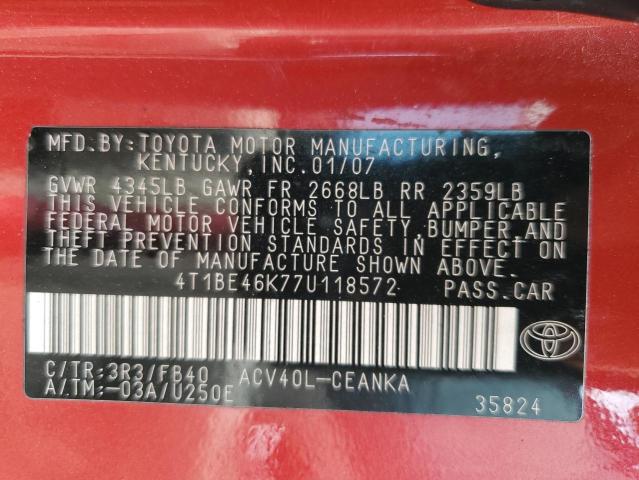 MFD.BY:TOYOTA MOTOR MANUFACTURING,
KENTUCKY,INC.01/07
GVWR 4345LB GAWR FR 2668LB RR 2359LB
THIS VEHICLE CONFORMS TO ALL APPLICABLE
FEDERAL MOTOR VEHICLE SAFETY,BUMPER,AND
THEFT PREVENTION STANDARDS IN EFFECT ON
THE DATE OF MANUFACTURE SHOWN ABOVE.
4T1BE46K77U118572 PASS.CAR
C/TR:3R3/FB40 ACV40L-CEANKA
A/TM:-03A/U250E
35824